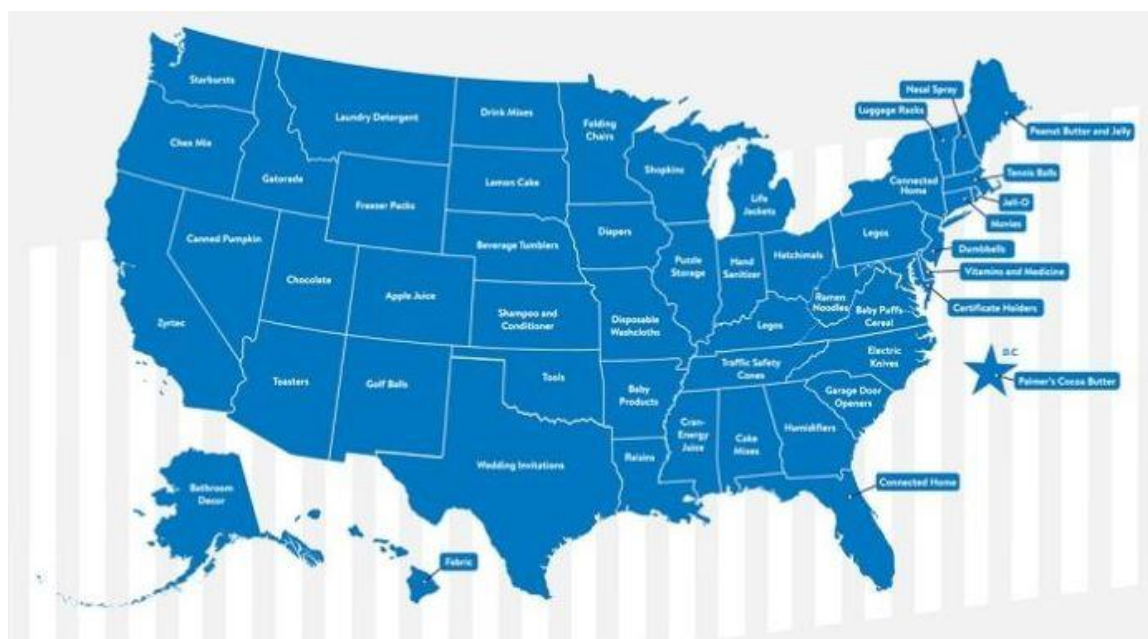 Starbursts
Nasal Spray
Luggage Racks
Laundry Detergent
Drink Mixes
Folding
Chairs
Peanut Butter and Jelly
Chex Mix
Shopkins
Tennis Balls
Gatorade
Lemon Cake
Connected
Home
Life
Jackets
Jell-O
Freezer Packs
Movies
Canned Pumpkin
Beverage Tumblers
Diapers
Legos
Dumbbells
Puzzle
Storage
Hand
Sanitizer
Hatchimals
Vitamins and Medicine
Chocolate
Apple Juice
Ramen
Noodles
Baby Puffs
Cereal
Certificate Holders
Zyrtec
Shampoo and
Conditioner
Disposable
Washcloths
Legos
D.C.
Electric
Knives
Traffic Safety
Cones
Toasters
Golf Balls
Tools
Baby
Products
Palmer's Cocoa Butter
Garage Door
Openers
Cran-
Energy
Juice
Cake
Mixes
Humidifiers
Wedding Invitations
Raisins
Connected Home
Bathroom
Decor
Fabric